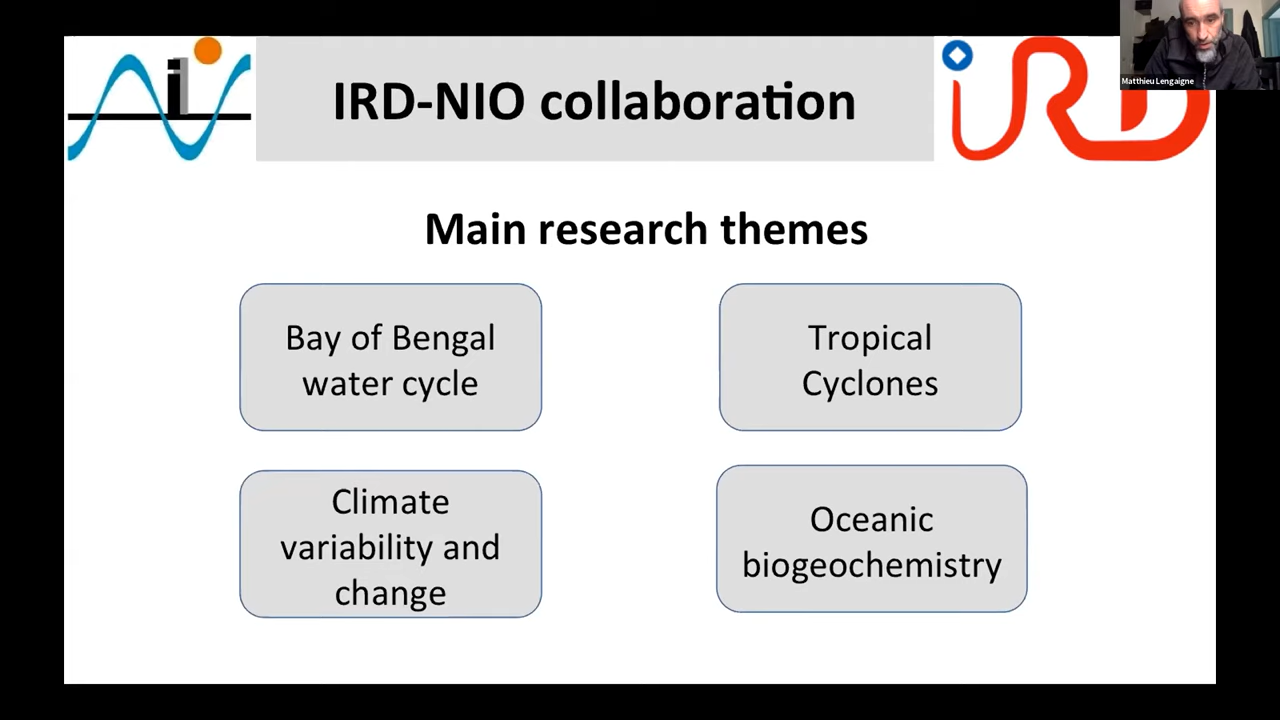 IRD-NIO collaboration
iRD
Matthieu Lengaigne
Main research themes
Bay of Bengal
water cycle
Tropical
Cyclones
Climate
variability and
change
Oceanic
biogeochemistry